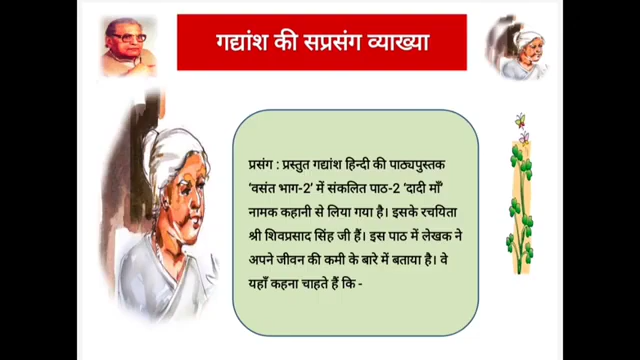 गद्यांश की सप्रसंग व्याख्या
प्रसंग : प्रस्तुत गद्यांश हिन्दी की पाठ्यपुस्तक
‘वसंत भाग-2’ में संकलित पाठ-2 ‘दादी माँ’
नामक कहानी से लिया गया है। इसके रचयिता
श्री शिवप्रसाद सिंह जी हैं। इस पाठ में लेखक ने
अपने जीवन की कमी के बारे में बताया है। वे
यहाँ कहना चाहते हैं कि -